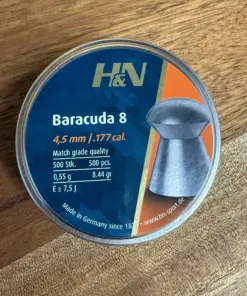 H&N
Baracuda 8
4,5 mm / .177 cal.
Match grade quality
500 Stk. 500 pcs.
0,55 g 8.44 gr
E ≥ 7,5 J
Made in Germany since
www.hn-sport.de